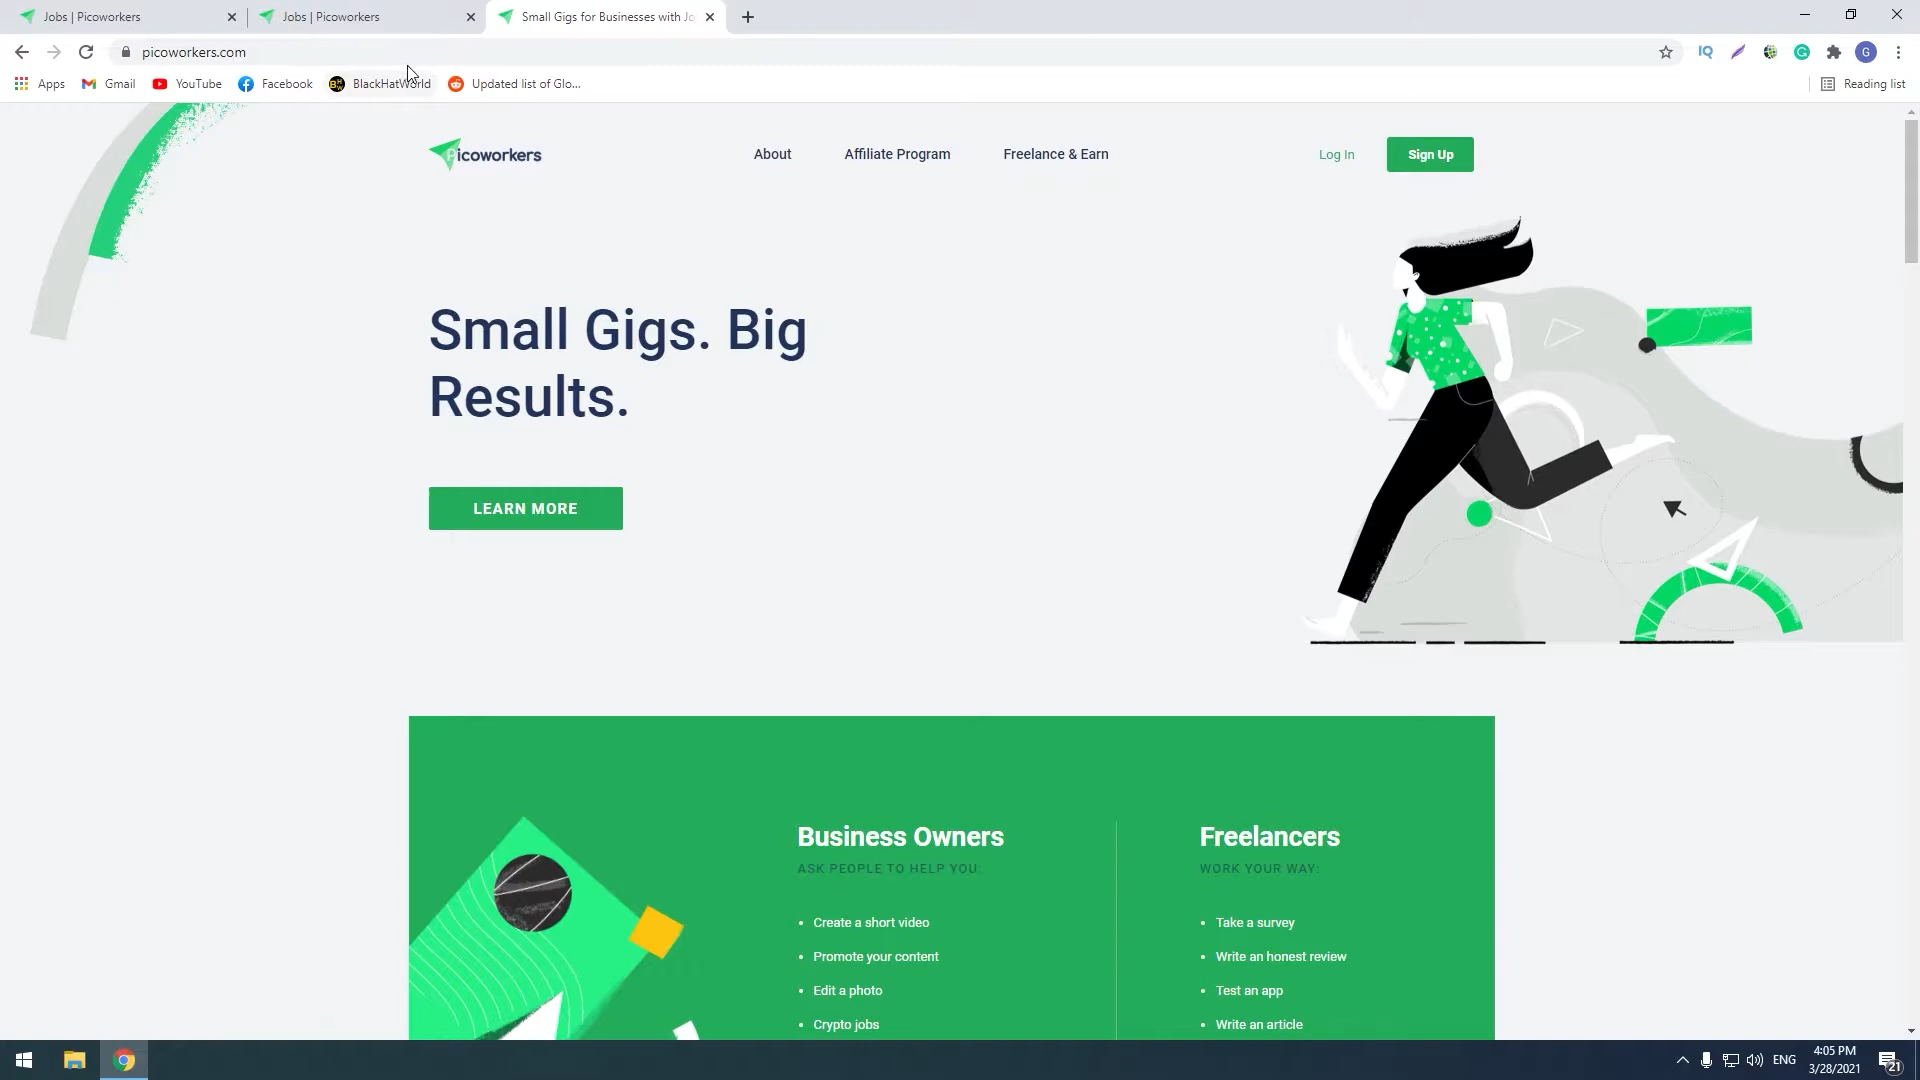 Jobs | Picoworkers
Jobs | Picoworkers
Small Gigs for Businesses with Jo
picoworkers.com
IQ
G
Apps
Gmail
YouTube
Facebook
BlackHatWorld
Updated list of Glo...
Reading list
Picoworkers
About
Affiliate Program
Freelance & Earn
Log In
Sign Up
Small Gigs. Big
Results.
LEARN MORE
Business Owners
ASK PEOPLE TO HELP YOU:
• Create a short video
• Promote your content
• Edit a photo
• Crypto jobs
Freelancers
WORK YOUR WAY:
• Take a survey
• Write an honest review
• Test an app
• Write an article
ENG
4:05 PM
3/28/2021
21